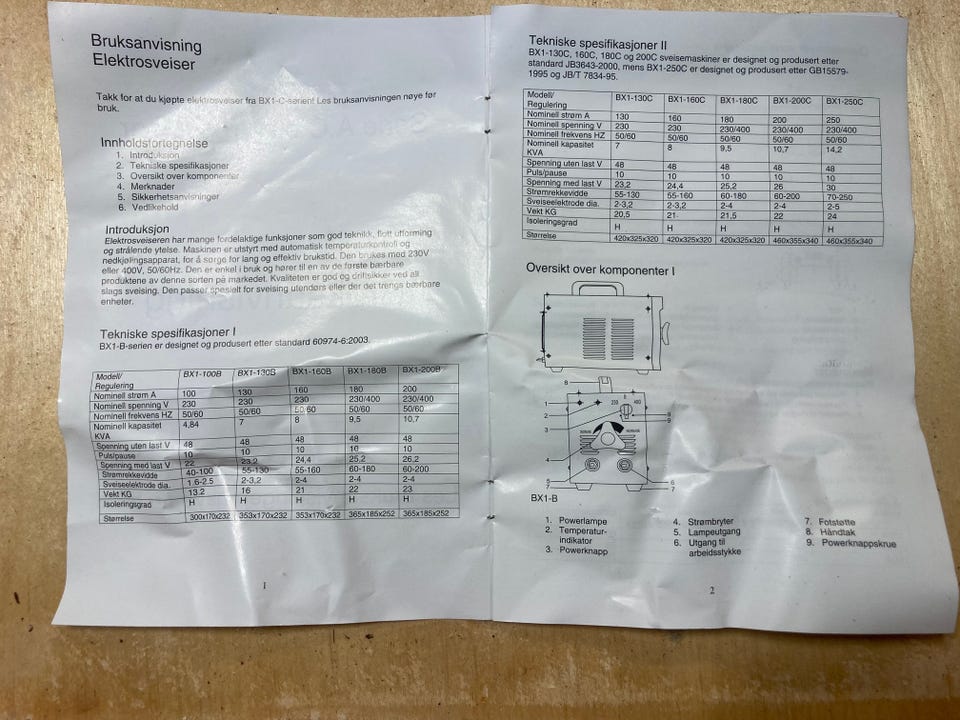 Bruksanvisning
Elektrosveiser
Takk for at du kjøpte elektrosveiser fra BX1-C-serien! Les bruksanvisningen nøye før
bruk.
Innholdsfortegnelse
1. Introduksjon
2. Tekniske spesifikasjoner
3. Oversikt over komponenter
4. Merknader
5. Sikkerhetsanvisninger
6. Vedlikehold
Introduksjon
Elektrosveiseren har mange fordelaktige funksjoner som god teknikk, flott utforming
og strålende ytelse. Maskinen er utstyrt med automatisk temperaturkontroll og
nedkjølingsapparat, for å sørge for lang og effektiv brukstid. Den brukes med 230V
eller 400V, 50/60Hz. Den er enkel i bruk og hører til en av de første bærbare
produktene av denne sorten på markedet. Kvaliteten er god og driftsikker ved all
slags sveising. Den passer spesielt for sveising utendørs eller der det trengs bærbare
enheter.
Tekniske spesifikasjoner I
BX1-B-serien er designet og produsert etter standard 60974-6:2003.
Modell/ BX1-100B BX1-130B BX1-160B BX1-180B BX1-200B
Regulering
Nominell strøm A 100 130 160 180 200
Nominell spenning V 230 230 230 230/400 230/400
Nominell frekvens HZ 50/60 50/60 50/60 50/60 50/60
Nominell kapasitet 4,84 7 8 9,5 10,7
KVA
Spenning uten last V 48 48 48 48 48
Puls/pause 10 10 10 10 10
Spenning med last V 22 23,2 24,4 25,2 26,2
Strømrekkevidde 40-100 55-130 55-160 60-180 60-200
Sveiseelektrode dia. 1.6-2.5 2-3,2 2-4 2-4 2-4
Vekt KG 13.2 16 21 22 23
Isoleringsgrad H H H H H
Størrelse 300x170x232 353x170x232 353x170x232 365x185x252 365x185x252
1
Tekniske spesifikasjoner II
BX1-130C, 160C, 180C og 200C sveisemaskiner er designet og produsert etter
standard JB3643-2000, mens BX1-250C er designet og produsert etter GB15579-
1995 og JB/T 7834-95.
Modell/ BX1-130C BX1-160C BX1-180C BX1-200C BX1-250C
Regulering
Nominell strøm A 130 160 180 200 250
Nominell spenning V 230 230 230/400 230/400 230/400
Nominell frekvens HZ 50/60 50/60 50/60 50/60 50/60
Nominell kapasitet 7 8 9,5 10,7 14,2
KVA
Spenning uten last V 48 48 48 48 48
Puls/pause 10 10 10 10 10
Spenning med last V 23,2 24,4 25,2 26 30
Strømrekkevidde 55-130 55-160 60-180 60-200 70-250
Sveiseelektrode dia. 2-3,2 2-3,2 2-4 2-4 2-5
Vekt KG 20,5 21 21,5 22 24
Isoleringsgrad H H H H H
Størrelse 420x325x320 420x325x320 420x325x320 460x355x340 460x355x340
Oversikt over komponenter I
8
1
230 0 400
2
8
9
3
4
5
7
6
7
BX1-B
1. Powerlampe
2. Temperatur-
indikator
3. Powerknapp
4. Strømbryter
5. Lampeutgang
6. Utgang til
arbeidsstykke
7. Fotstøtte
8. Håndtak
9. Powerknappskrue
2